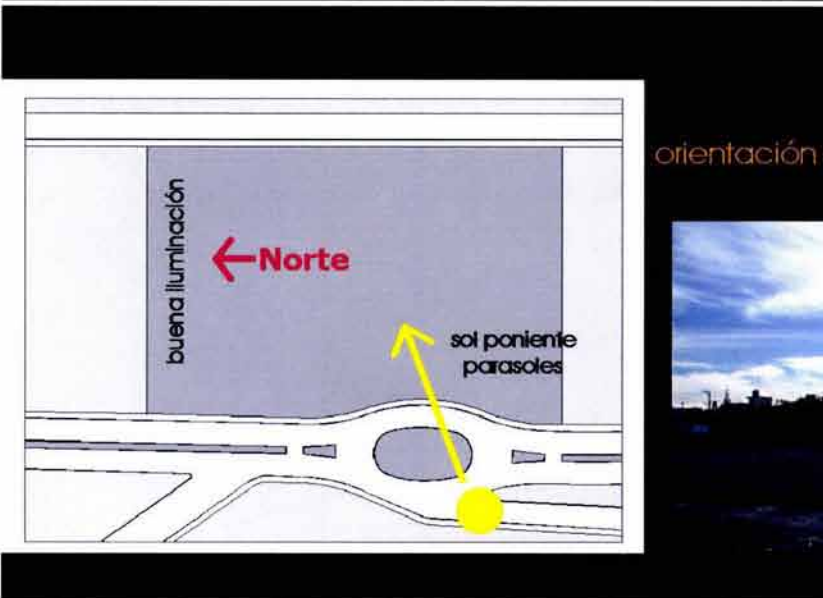 orientación
buena iluminación
Norte
sol poniente
parasoles